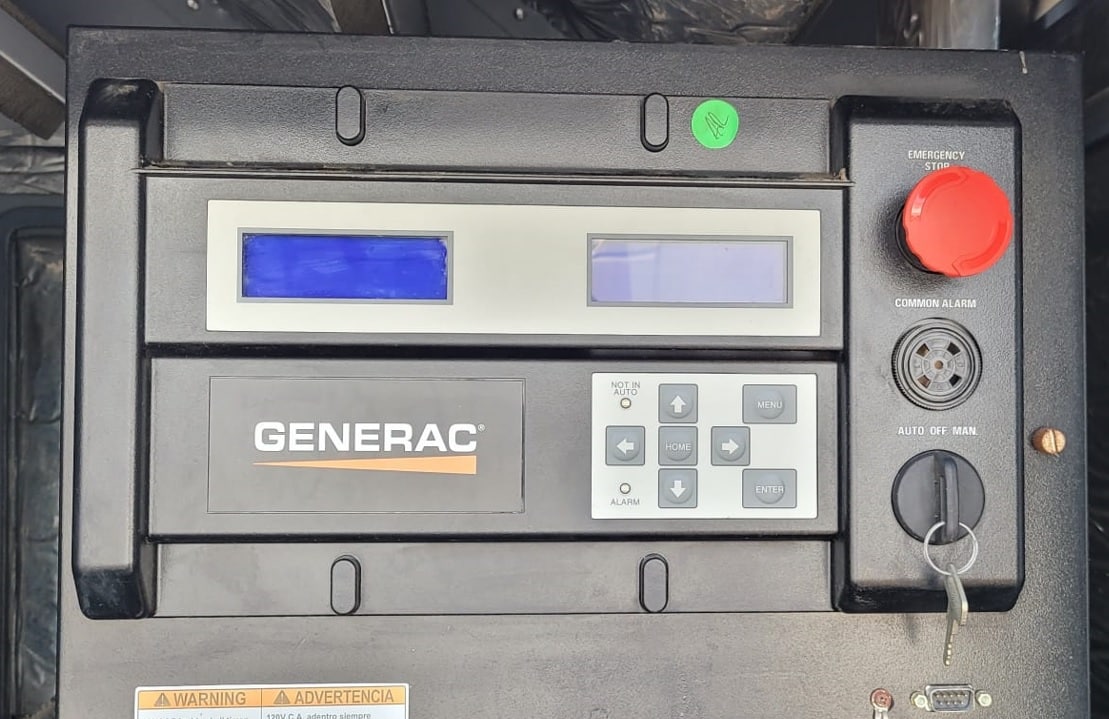 EMERGENCY
STOP
COMMON ALARM
NOT IN
AUTO
MENU
GENERAC®
HOME
AUTO OFF MAN.
ENTER
ALARM
WARNING
ADVERTENCIA
120V C.A. adentro siempre